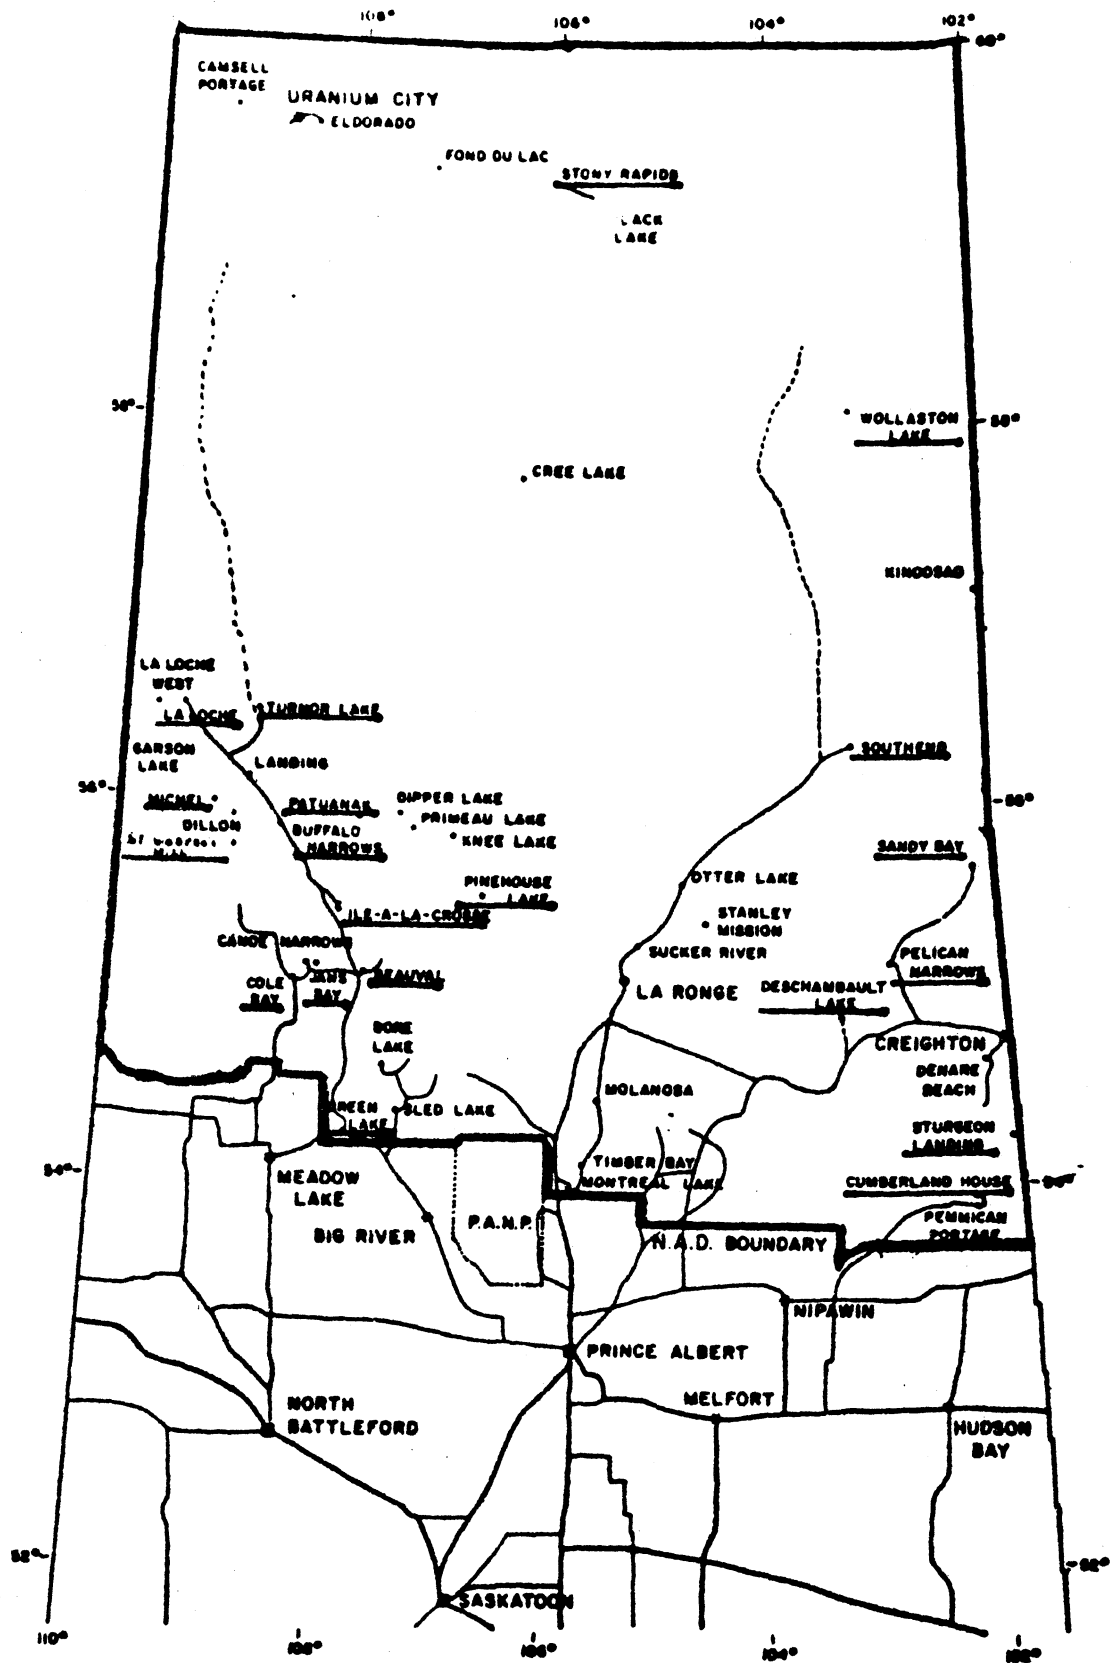 108°
106°
104°
102°
60°
CAMSELL
PORTAGE
URANIUM CITY
ELDORADO
FOND DU LAC
STONY RAPIDS
LACK
LAKE
58°
58°
WOLLASTON
LAKE
CREE LAKE
KINOOSAO
LA LOCHE
WEST
LA LOCHE
TURNOR LAKE
GARSON
LAKE
LANDING
SOUTHEND
56°
56°
MICHEL
PATUANAK
DIPPER LAKE
DILLON
BUFFALO
NARROWS
PRIMEAU LAKE
KNEE LAKE
SANDY BAY
PINEHOUSE
LAKE
OTTER LAKE
ILE-A-LA-CROSSE
STANLEY
MISSION
CANOE NARROWS
SUCKER RIVER
PELICAN
NARROWS
COLE
BAY
JANS
BAY
BEAUVAL
LA RONGE
DESCHAMBAULT
LAKE
DORE
LAKE
CREIGHTON
DENARE
BEACH
MOLANOSA
GREEN
LAKE
SLED LAKE
STURGEON
LANDING
54°
TIMBER BAY
MONTREAL LAKE
CUMBERLAND HOUSE
54°
MEADOW
LAKE
P.A.N.P.
PEMMICAN
PORTAGE
BIG RIVER
N.A.D. BOUNDARY
NIPAWIN
PRINCE ALBERT
MELFORT
NORTH
BATTLEFORD
HUDSON
BAY
52°
52°
SASKATOON
110°
108°
106°
104°
102°